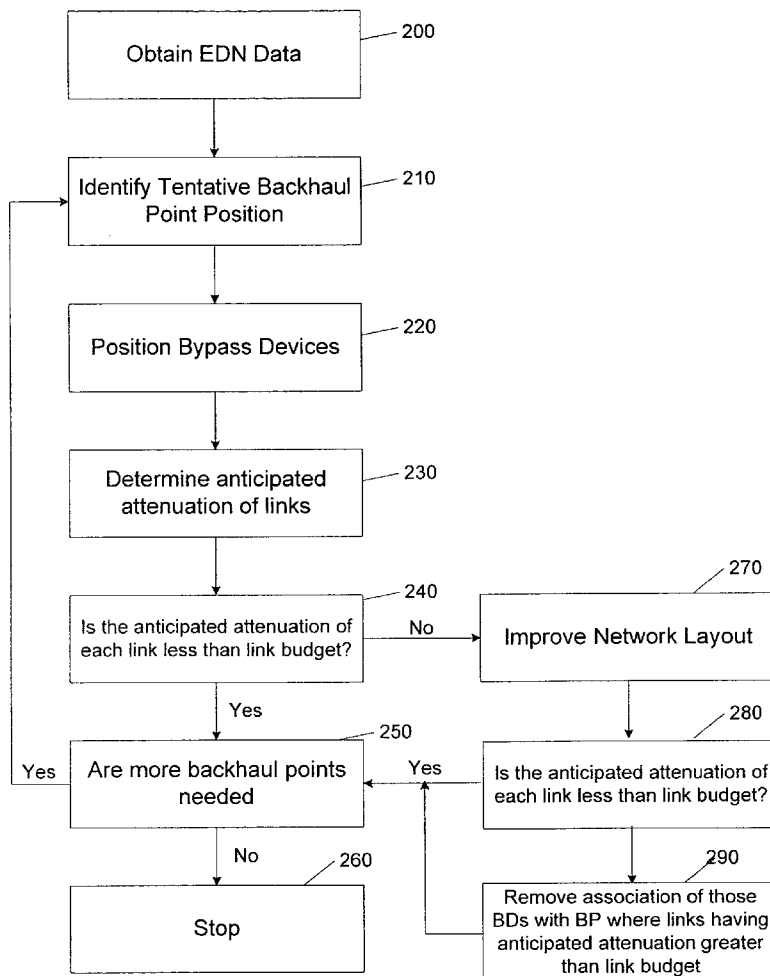 Obtain EDN Data
200
Identify Tentative Backhaul
Point Position
210
Position Bypass Devices
220
Determine anticipated
attenuation of links
230
240
Is the anticipated attenuation of
each link less than link budget?
No
270
Improve Network Layout
Yes
250
Are more backhaul points
needed
Yes
280
Is the anticipated attenuation of
each link less than link budget?
Yes
No
260
Stop
290
Remove association of those
BDs with BP where links having
anticipated attenuation greater
than link budget